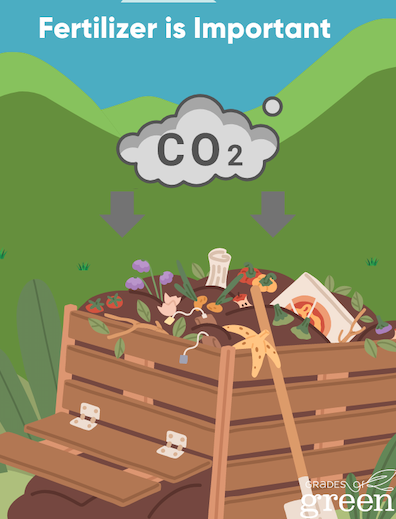 Fertilizer is Important
CO2
GRADES of
green